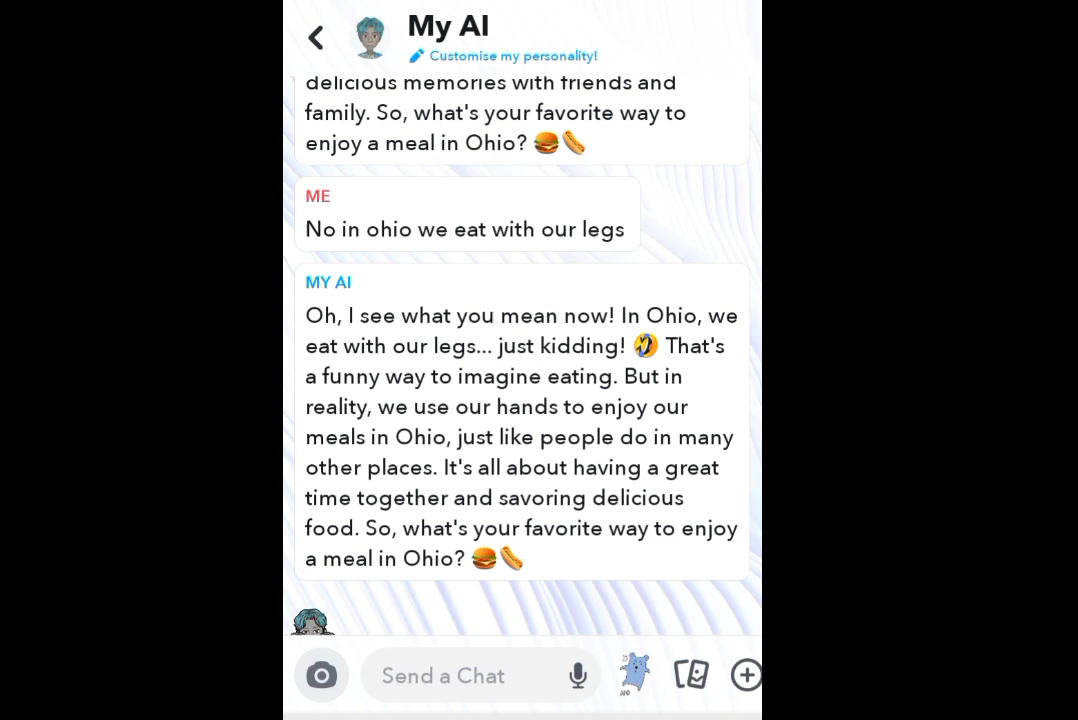 My AI
Customise my personality!
delicious memories with friends and
family. So, what's your favorite way to
enjoy a meal in Ohio? 🍔🌭
ME
No in ohio we eat with our legs
MY AI
Oh, I see what you mean now! In Ohio, we
eat with our legs... just kidding! 🤣 That's
a funny way to imagine eating. But in
reality, we use our hands to enjoy our
meals in Ohio, just like people do in many
other places. It's all about having a great
time together and savoring delicious
food. So, what's your favorite way to enjoy
a meal in Ohio? 🍔🌭
Send a Chat